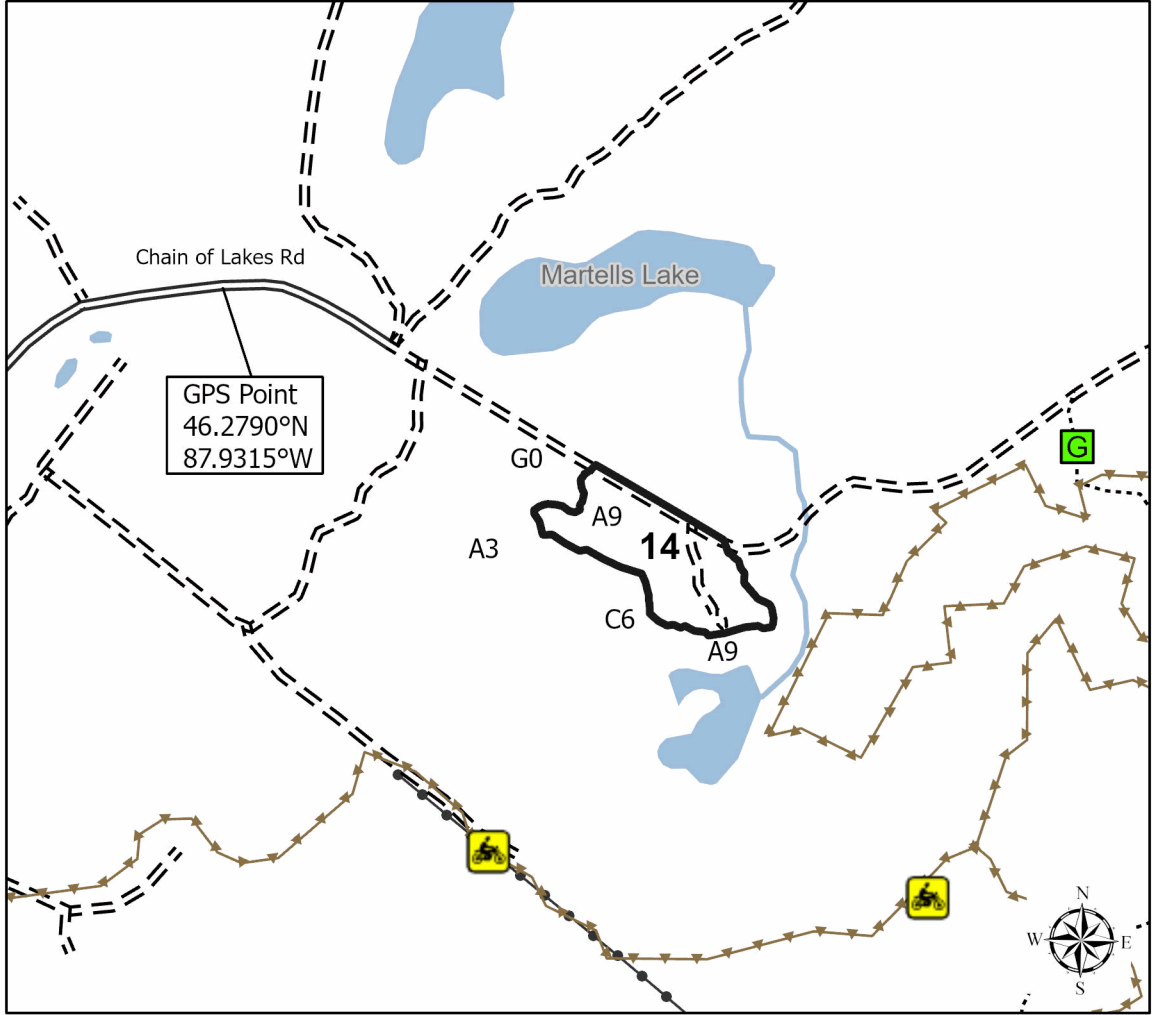 Chain of Lakes Rd
Martells Lake
GPS Point
46.2790°N
87.9315°W
G0
G
A9
14
A3
C6
A9
N
W
E
S